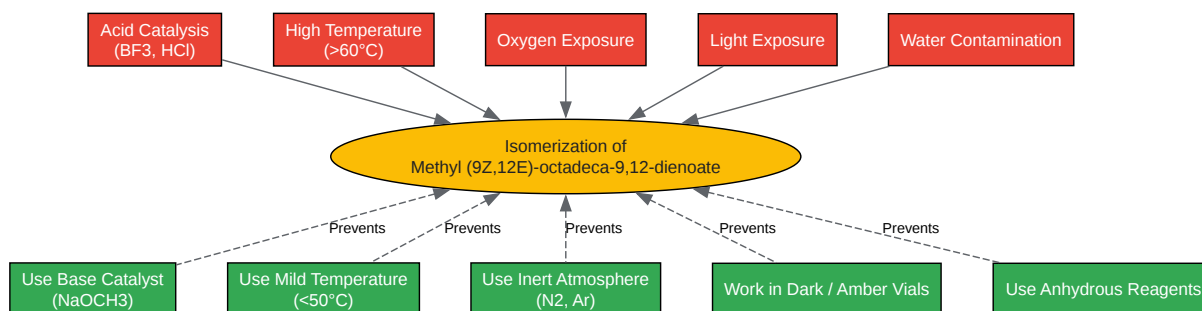 Acid Catalysis
(BF3, HCl)
High Temperature
(>60°C)
Oxygen Exposure
Light Exposure
Water Contamination
Isomerization of
Methyl (9Z,12E)-octadeca-9,12-dienoate
Prevents
Prevents
Prevents
Prevents
Prevents
Use Base Catalyst
(NaOCH3)
Use Mild Temperature
(<50°C)
Use Inert Atmosphere
(N2, Ar)
Work in Dark / Amber Vials
Use Anhydrous Reagents